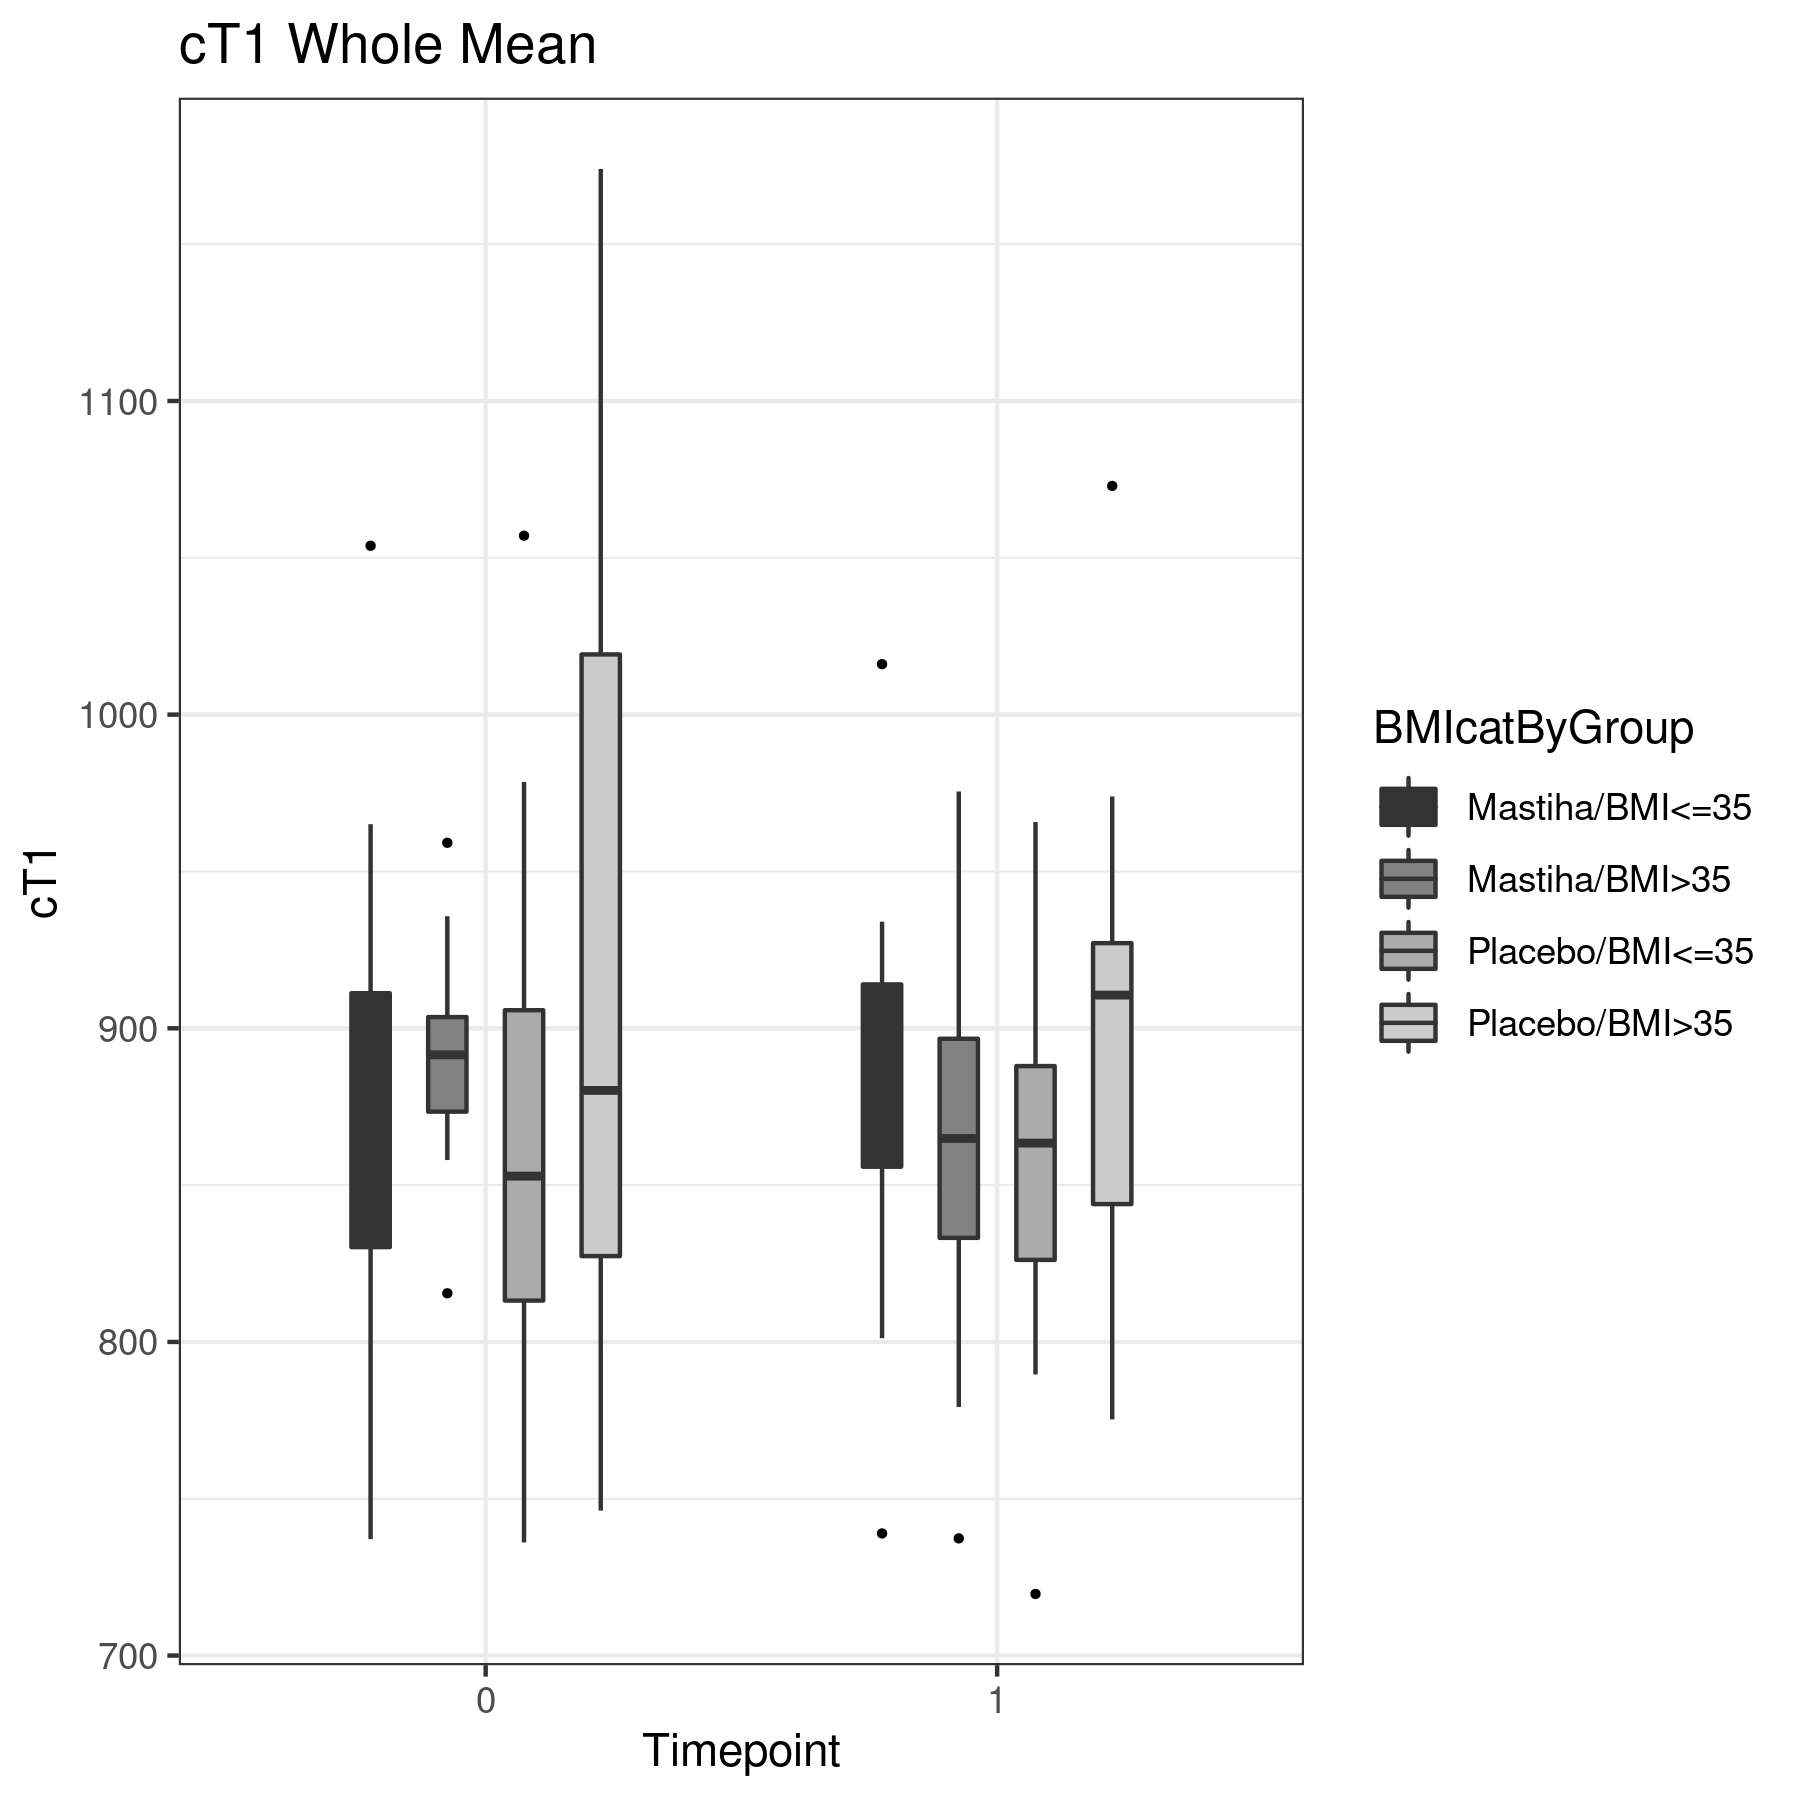 cT1 Whole Mean
cT1
1100
1000
900
800
700
0
1
Timepoint
BMIcatByGroup
Mastiha/BMI<=35
Mastiha/BMI>35
Placebo/BMI<=35
Placebo/BMI>35